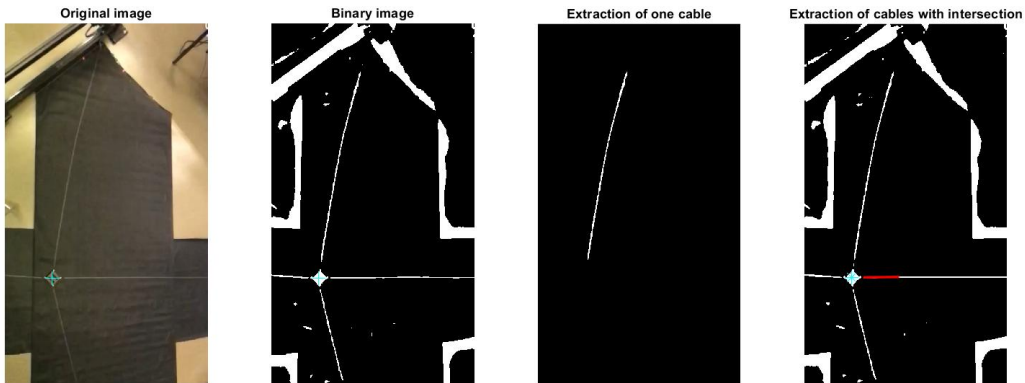 Original image
Binary image
Extraction of one cable
Extraction of cables with intersection